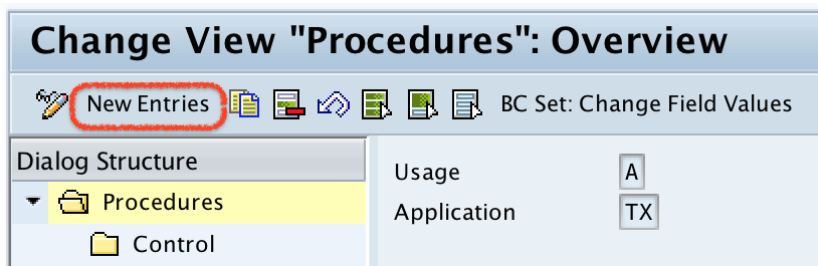 Change View "Procedures": Overview
New Entries BC Set: Change Field Values
Dialog Structure
Procedures
Control
Usage A
Application TX